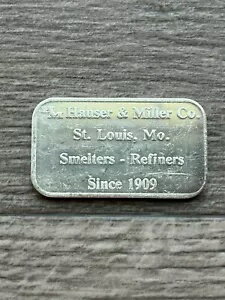 Hauser & Miller Co.
St. Louis, Mo.
Smelters - Refiners
Since 1909